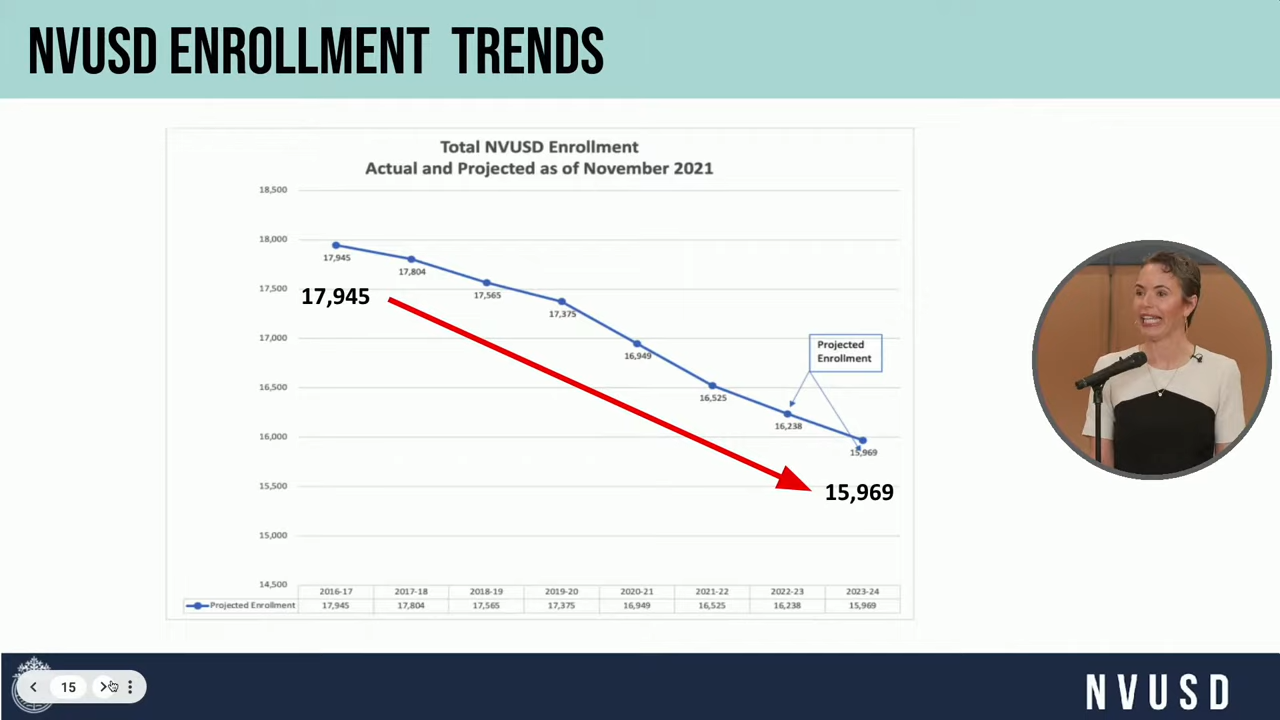 NVUSD ENROLLMENT TRENDS
Total NVUSD Enrollment
Actual and Projected as of November 2021
18,500
18,000
17,500
17,000
16,500
16,000
15,500
15,000
14,500
17,945
17,804
17,565
17,375
16,949
16,525
16,238
15,969
17,945
15,969
Projected
Enrollment
2016-17 2017-18 2018-19 2019-20 2020-21 2021-22 2022-23 2023-24
Projected Enrollment 17,945 17,804 17,565 17,375 16,949 16,525 16,238 15,969
15
NVUSD